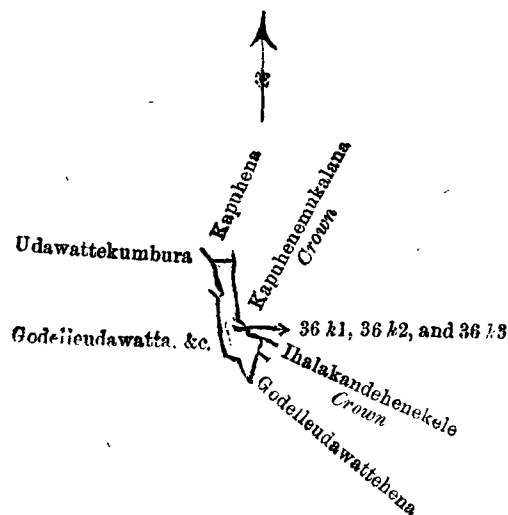 Kapuhena
Kapuhenemukalana
Crown
Udawattekumbura
36 k1, 36 k2, and 36 k3
Godelleudawatta, &c.
Ihalakandehenekele
Crown
Godelleudawattehena